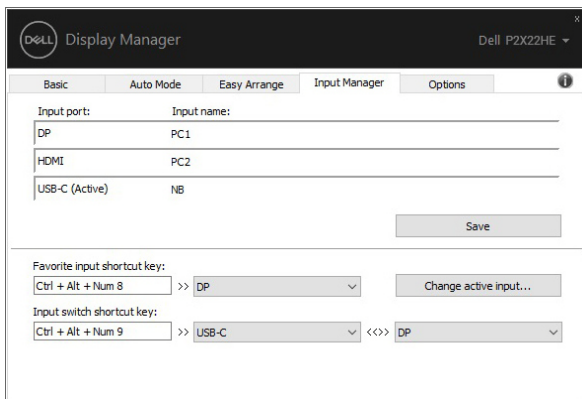 DELL Display Manager Dell P2X22HE
x
Basic Auto Mode Easy Arrange Input Manager Options i
Input port: Input name:
DP PC1
HDMI PC2
USB-C (Active) NB
Save
Favorite input shortcut key:
Ctrl + Alt + Num 8 >> DP Change active input...
Input switch shortcut key:
Ctrl + Alt + Num 9 >> USB-C <<>> DP